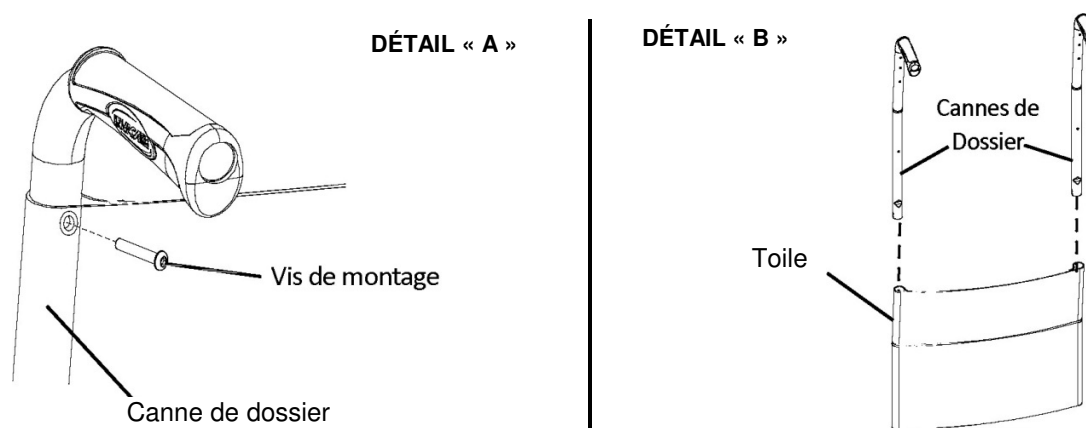 DÉTAIL « A »
Vis de montage
Canne de dossier
DÉTAIL « B »
Cannes de
Dossier
Toile